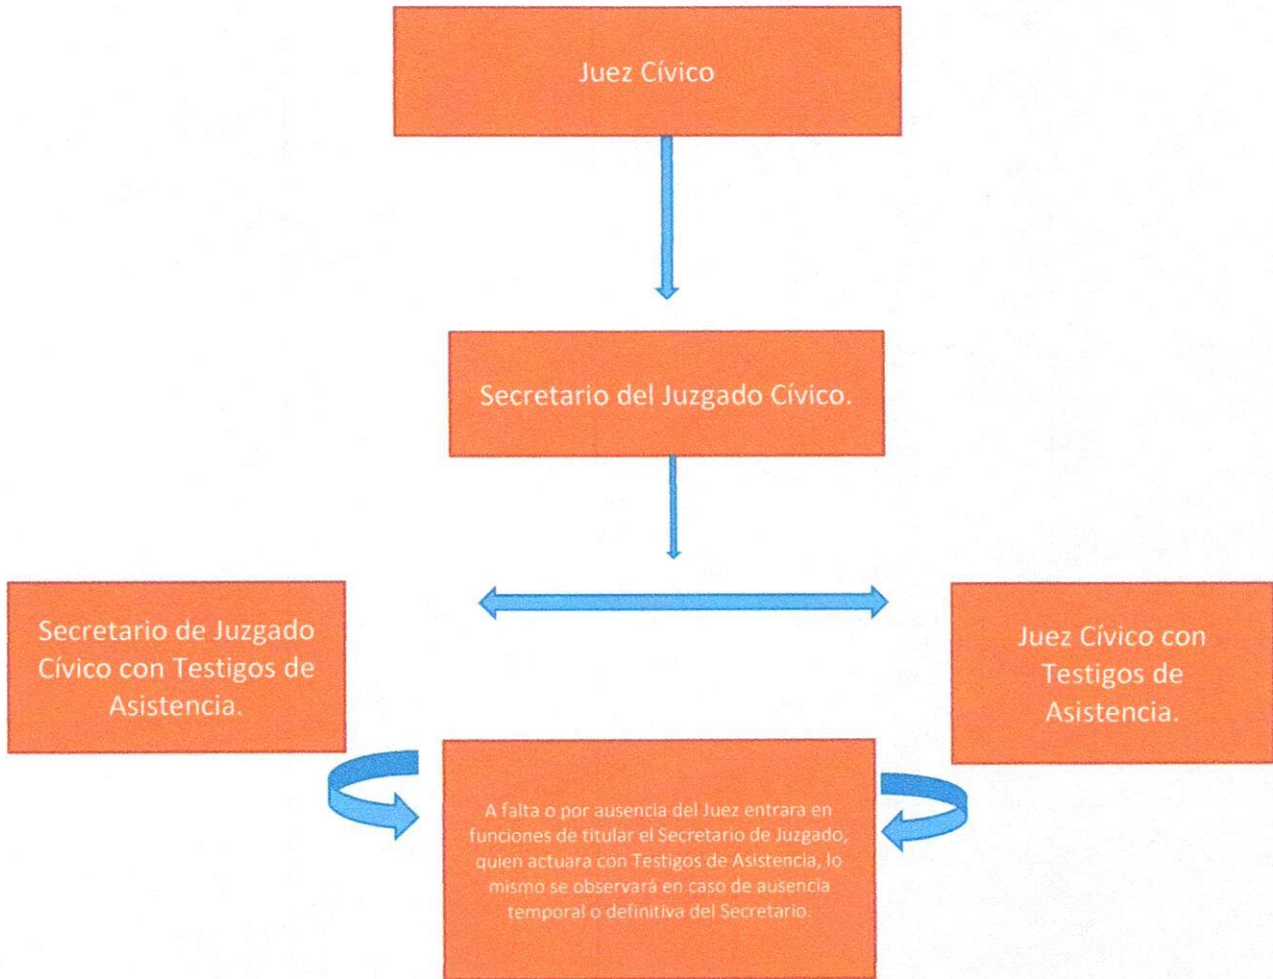 Juez Cívico
Secretario del Juzgado Cívico.
Secretario de Juzgado
Cívico con Testigos de
Asistencia.
Juez Cívico con
Testigos de
Asistencia.
A falta o por ausencia del Juez entrara en
funciones de titular el Secretario de Juzgado,
quien actuara con Testigos de Asistencia, lo
mismo se observará en caso de ausencia
temporal o definitiva del Secretario.